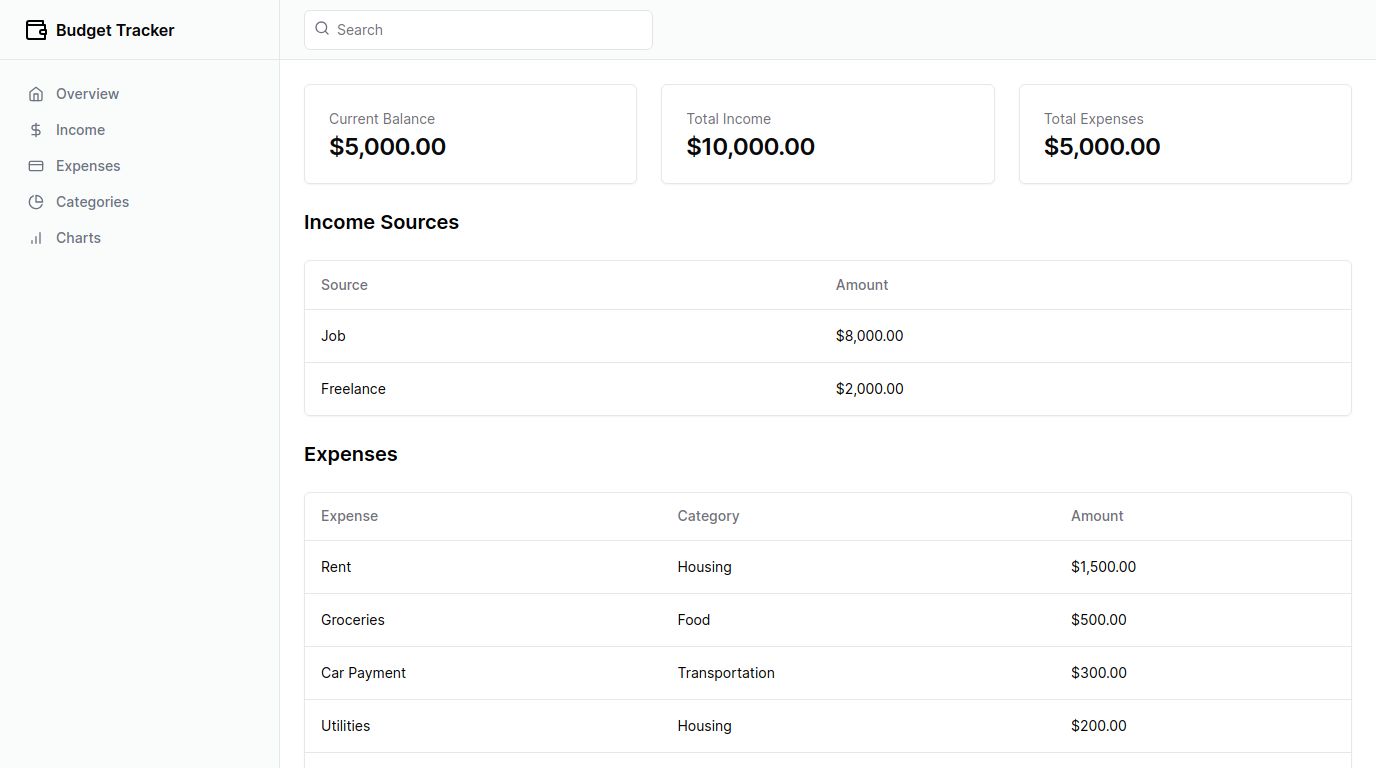 Budget Tracker
Search
Overview
Income
Expenses
Categories
Charts
Current Balance
$5,000.00
Total Income
$10,000.00
Total Expenses
$5,000.00
Income Sources
Source Amount
Job $8,000.00
Freelance $2,000.00
Expenses
Expense Category Amount
Rent Housing $1,500.00
Groceries Food $500.00
Car Payment Transportation $300.00
Utilities Housing $200.00